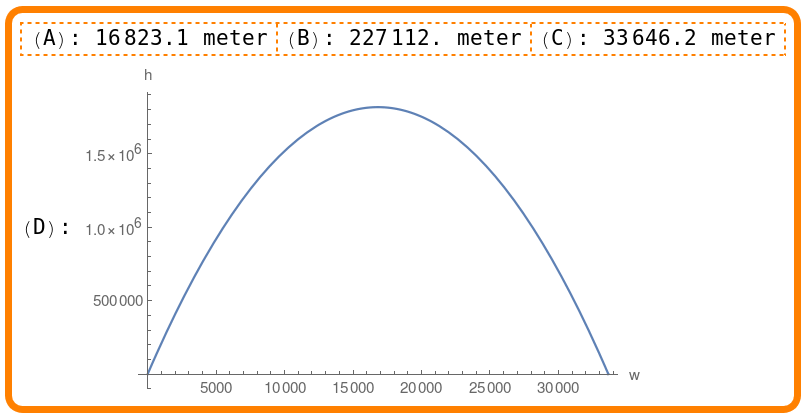 (A): 16823.1 meter (B): 227112. meter (C): 33646.2 meter
h
1.5×10^6
(D): 1.0×10^6
500000
5000 10000 15000 20000 25000 30000 w